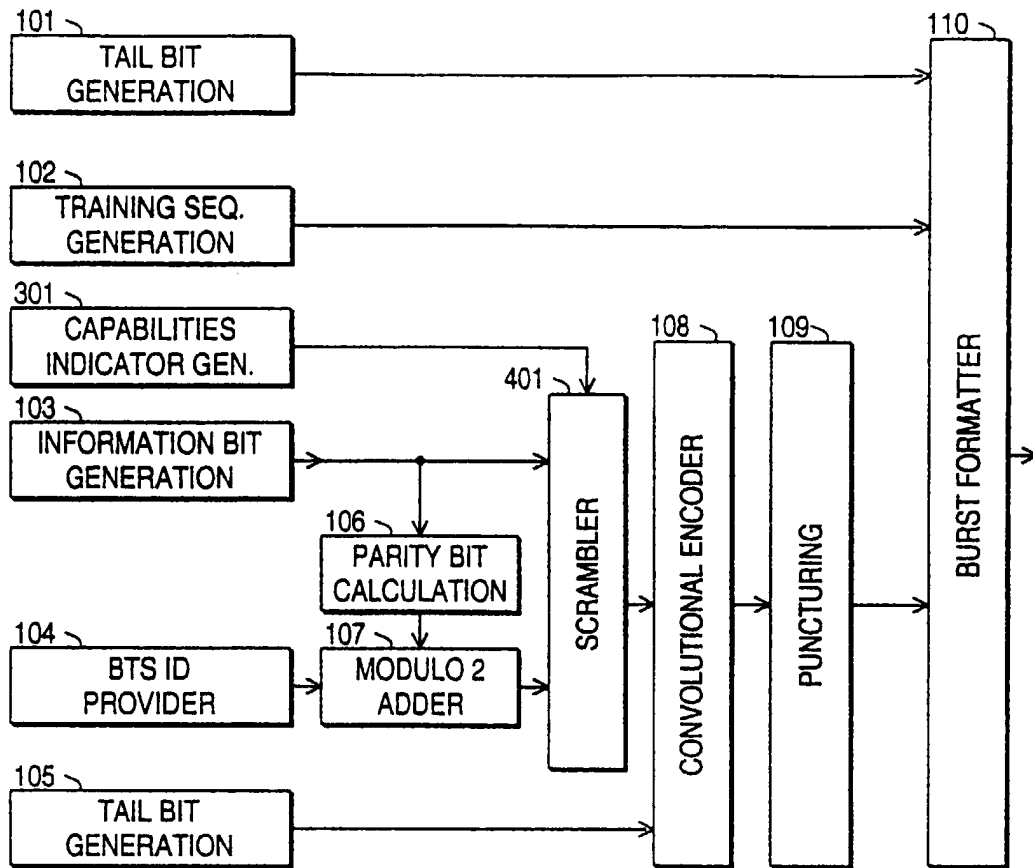 101
TAIL BIT
GENERATION
110
102
TRAINING SEQ.
GENERATION
301
CAPABILITIES
INDICATOR GEN.
108
109
401
103
INFORMATION BIT
GENERATION
106
PARITY BIT
CALCULATION
104
BTS ID
PROVIDER
107
MODULO 2
ADDER
SCRAMBLER
CONVOLUTIONAL ENCODER
PUNCTURING
BURST FORMATTER
105
TAIL BIT
GENERATION